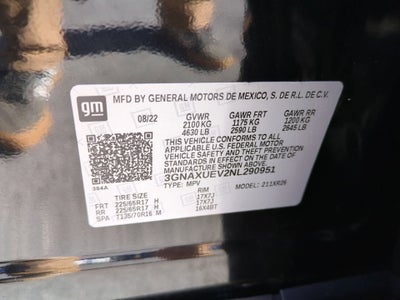 gm
MFD BY GENERAL MOTORS DE MEXICO, S. DE R.L. DE C.V.
08/22 GVWR GAWR FRT GAWR RR
2100 KG 1175 KG 1200 KG
4630 LB 2590 LB 2645 LB
THIS VEHICLE CONFORMS TO ALL
APPLICABLE U.S. FEDERAL MOTOR
VEHICLE SAFETY AND THEFT PREVENTION
STANDARDS IN EFFECT ON THE DATE OF
MANUFACTURE SHOWN ABOVE.
3GNAXUEV2NL290951
394A TYPE: MPV MODEL: 211XR26
TIRE SIZE RIM
FRT 225/65R17 H 17X7J
RR 225/65R17 H 17X7J
SPA T135/70R16 M 16X4BT